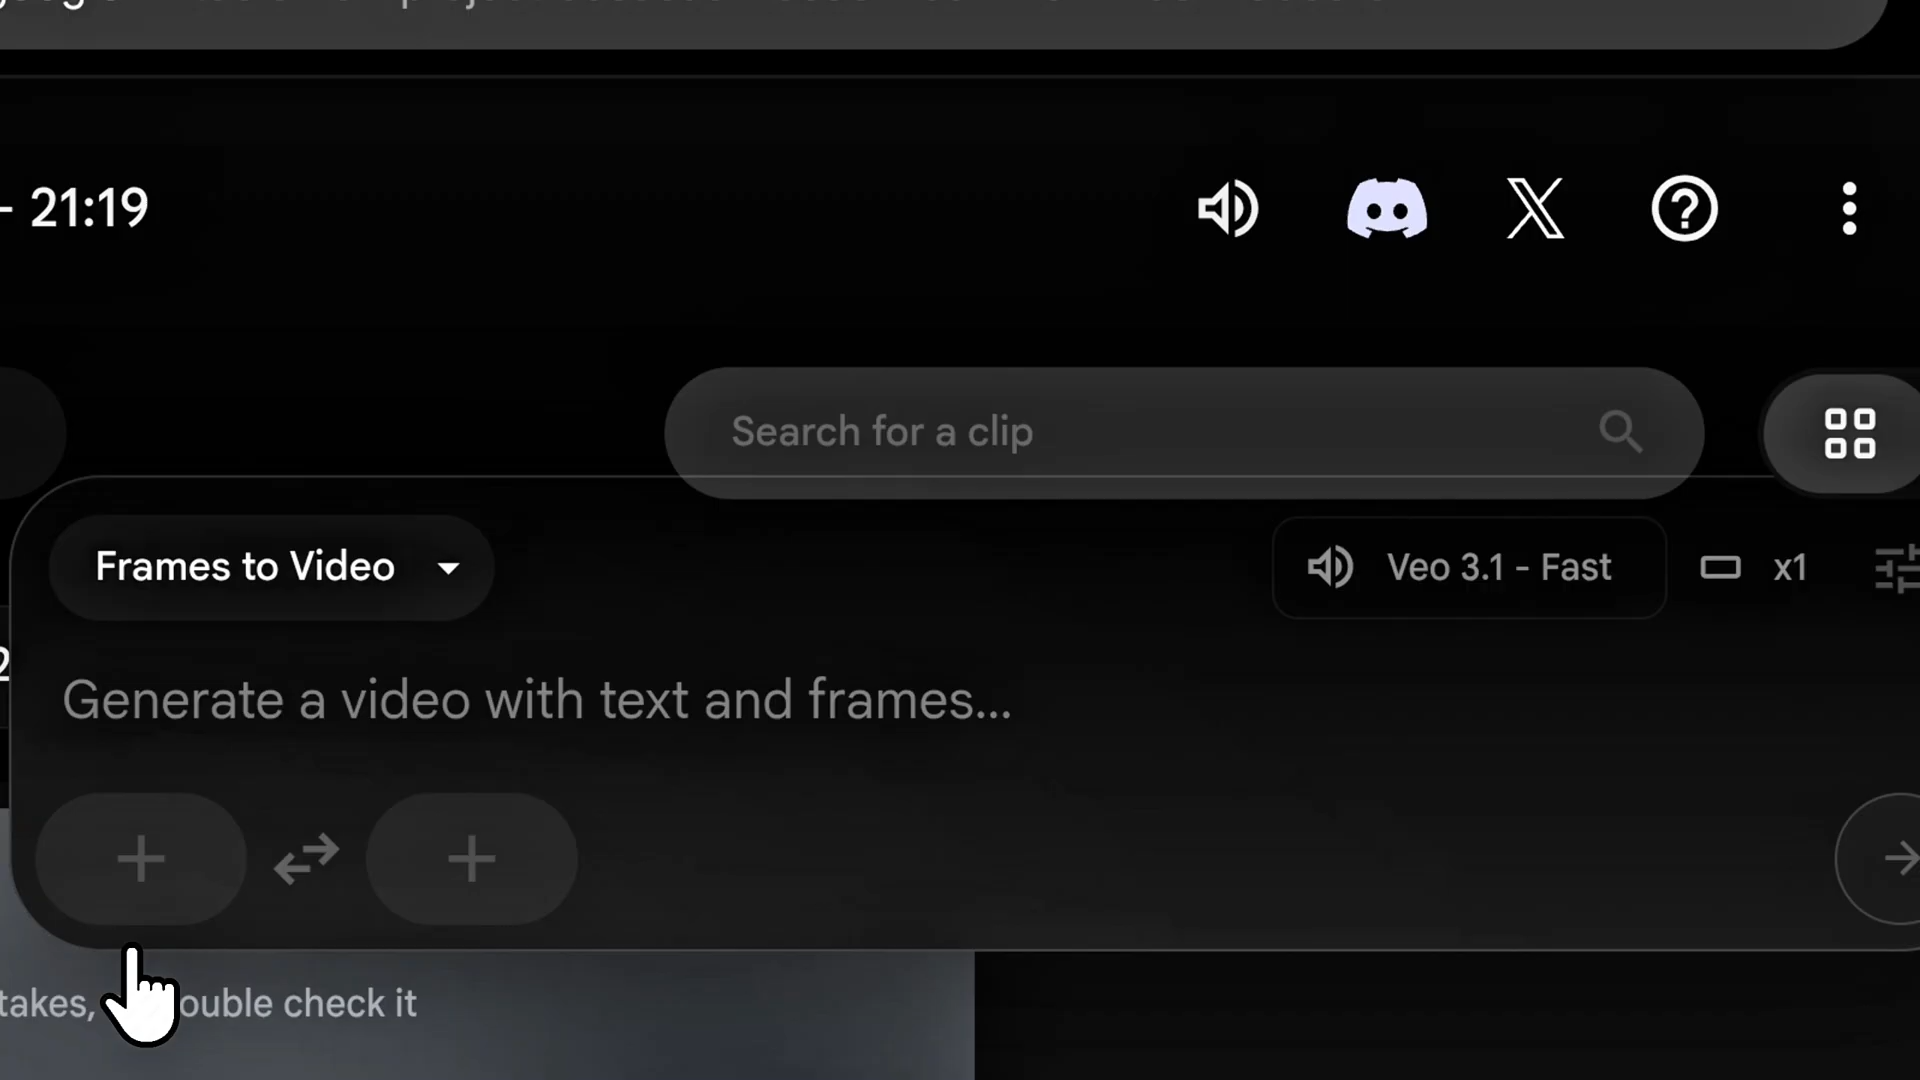 - 21:19
Search for a clip
Frames to Video
Veo 3.1 - Fast
x1
Generate a video with text and frames...
takes, ouble check it